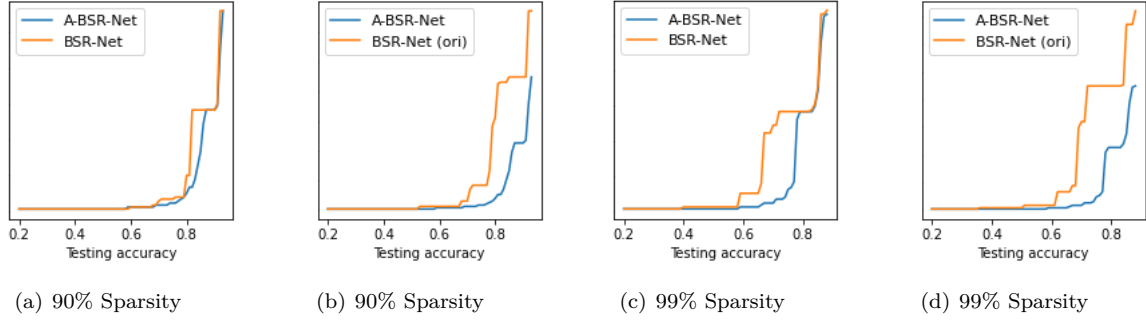 A-BSR-Net
BSR-Net
0.2 0.4 0.6 0.8
Testing accuracy
(a) 90% Sparsity
A-BSR-Net
BSR-Net (ori)
0.2 0.4 0.6 0.8
Testing accuracy
(b) 90% Sparsity
A-BSR-Net
BSR-Net
0.2 0.4 0.6 0.8
Testing accuracy
(c) 99% Sparsity
A-BSR-Net
BSR-Net (ori)
0.2 0.4 0.6 0.8
Testing accuracy
(d) 99% Sparsity